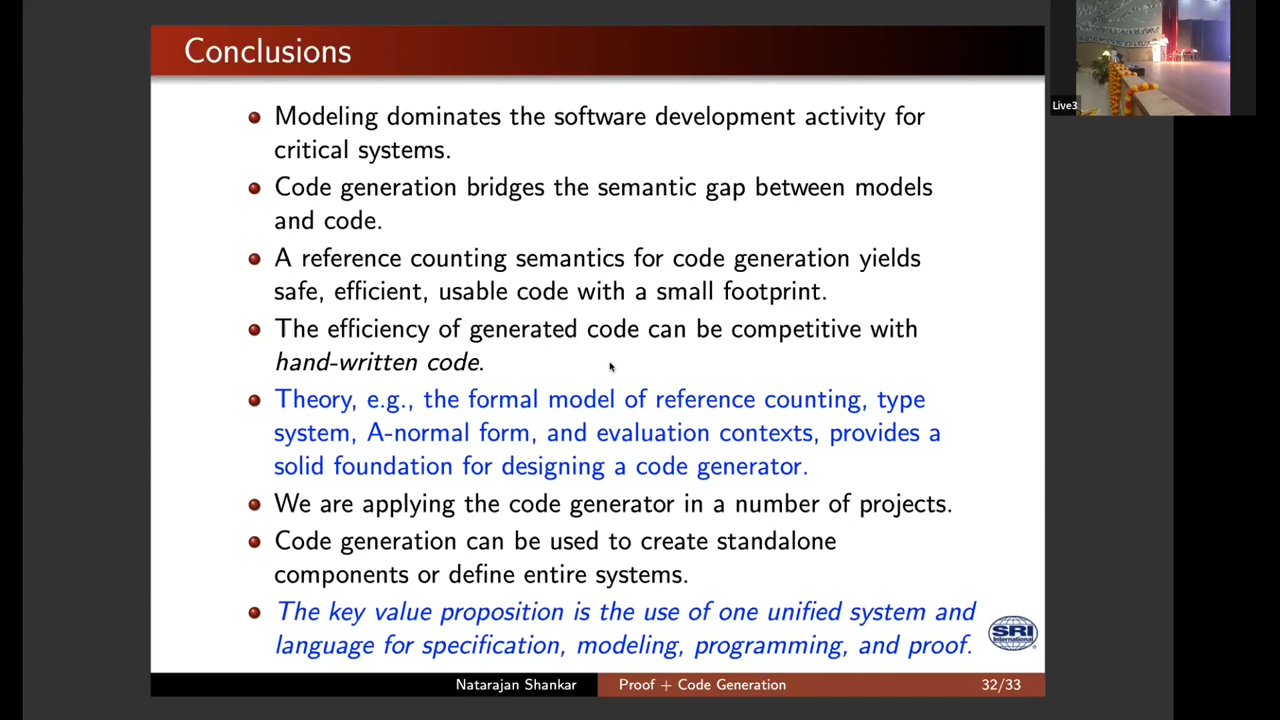 Conclusions
Modeling dominates the software development activity for
critical systems.
Code generation bridges the semantic gap between models
and code.
A reference counting semantics for code generation yields
safe, efficient, usable code with a small footprint.
The efficiency of generated code can be competitive with
hand-written code.
Theory, e.g., the formal model of reference counting, type
system, A-normal form, and evaluation contexts, provides a
solid foundation for designing a code generator.
We are applying the code generator in a number of projects.
Code generation can be used to create standalone
components or define entire systems.
The key value proposition is the use of one unified system and
language for specification, modeling, programming, and proof.
SRI
International
Natarajan Shankar
Proof + Code Generation
32/33
Live3